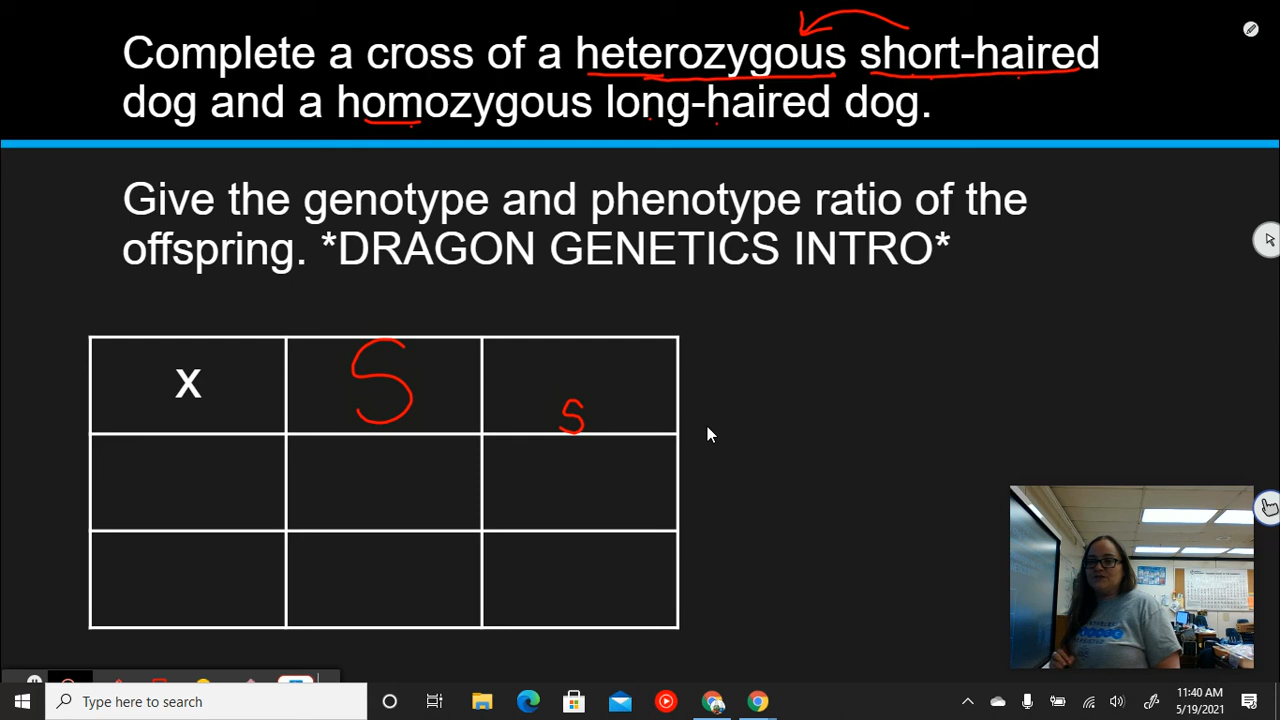 Complete a cross of a heterozygous short-haired
dog and a homozygous long-haired dog.
Give the genotype and phenotype ratio of the
offspring. *DRAGON GENETICS INTRO*
X S s
Type here to search
11:40 AM
5/19/2021